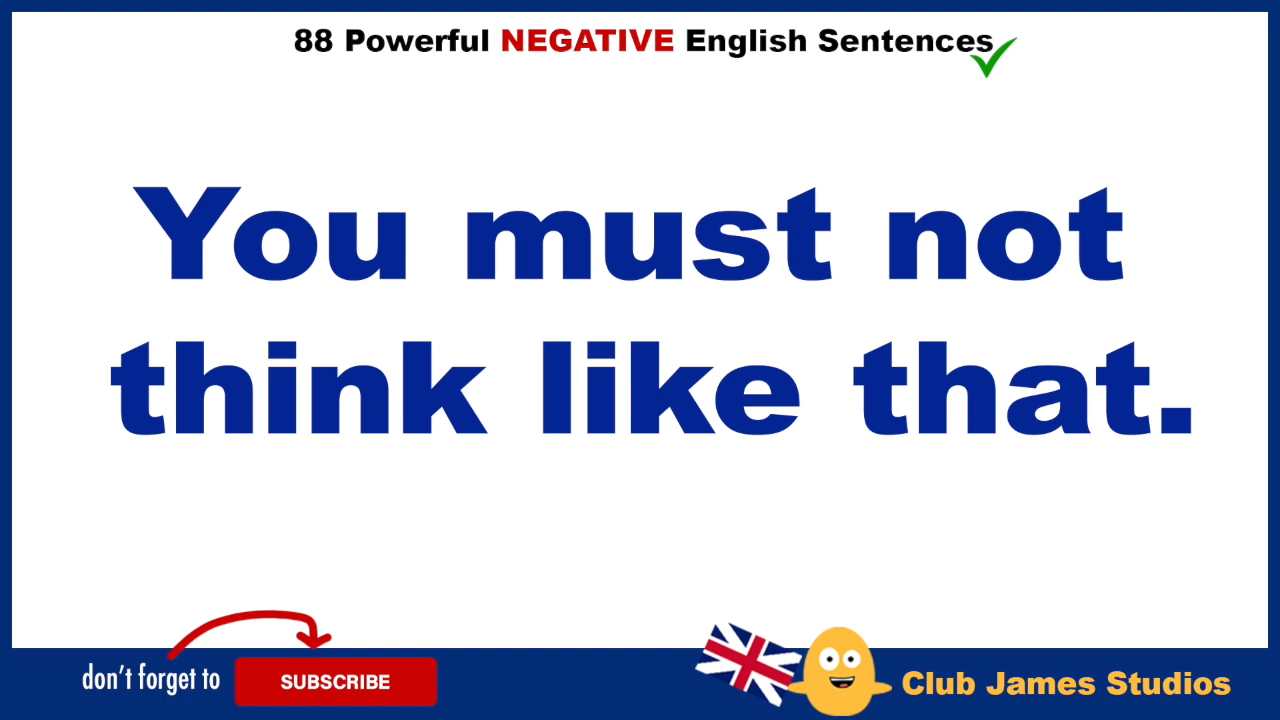 88 Powerful NEGATIVE English Sentences
You must not
think like that.
don't forget to
SUBSCRIBE
Club James Studios